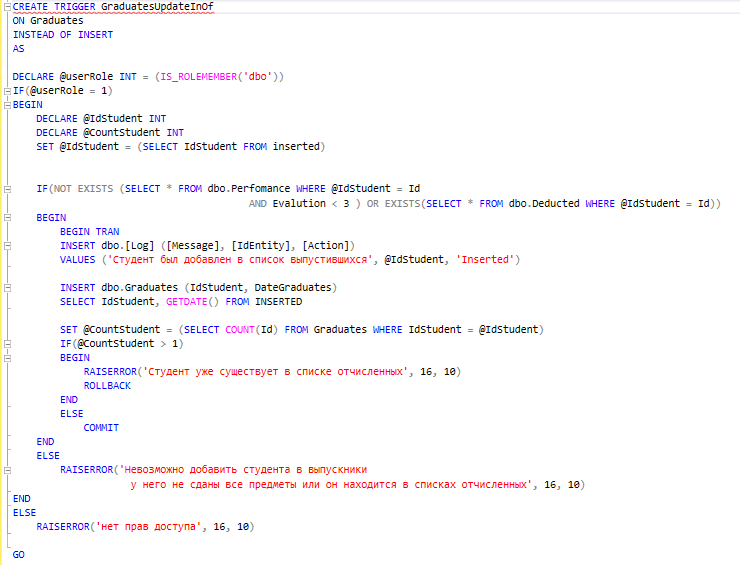 CREATE TRIGGER GraduatesUpdateInOf
ON Graduates
INSTEAD OF INSERT
AS
DECLARE @userRole INT = (IS_ROLEMEMBER('dbo'))
IF(@userRole = 1)
BEGIN
DECLARE @IdStudent INT
DECLARE @CountStudent INT
SET @IdStudent = (SELECT IdStudent FROM inserted)
IF(NOT EXISTS (SELECT * FROM dbo.Perfomance WHERE @IdStudent = Id
AND Evalution < 3 ) OR EXISTS(SELECT * FROM dbo.Deducted WHERE @IdStudent = Id))
BEGIN
BEGIN TRAN
INSERT dbo.[Log] ([Message], [IdEntity], [Action])
VALUES ('Студент был добавлен в список выпустившихся', @IdStudent, 'Inserted')
INSERT dbo.Graduates (IdStudent, DateGraduates)
SELECT IdStudent, GETDATE() FROM INSERTED
SET @CountStudent = (SELECT COUNT(Id) FROM Graduates WHERE IdStudent = @IdStudent)
IF(@CountStudent > 1)
BEGIN
RAISERROR('Студент уже существует в списке отчисленных', 16, 10)
ROLLBACK
END
ELSE
COMMIT
END
ELSE
RAISERROR('Невозможно добавить студента в выпускники
у него не сданы все предметы или он находится в списках отчисленных', 16, 10)
END
ELSE
RAISERROR('нет прав доступа', 16, 10)
GO